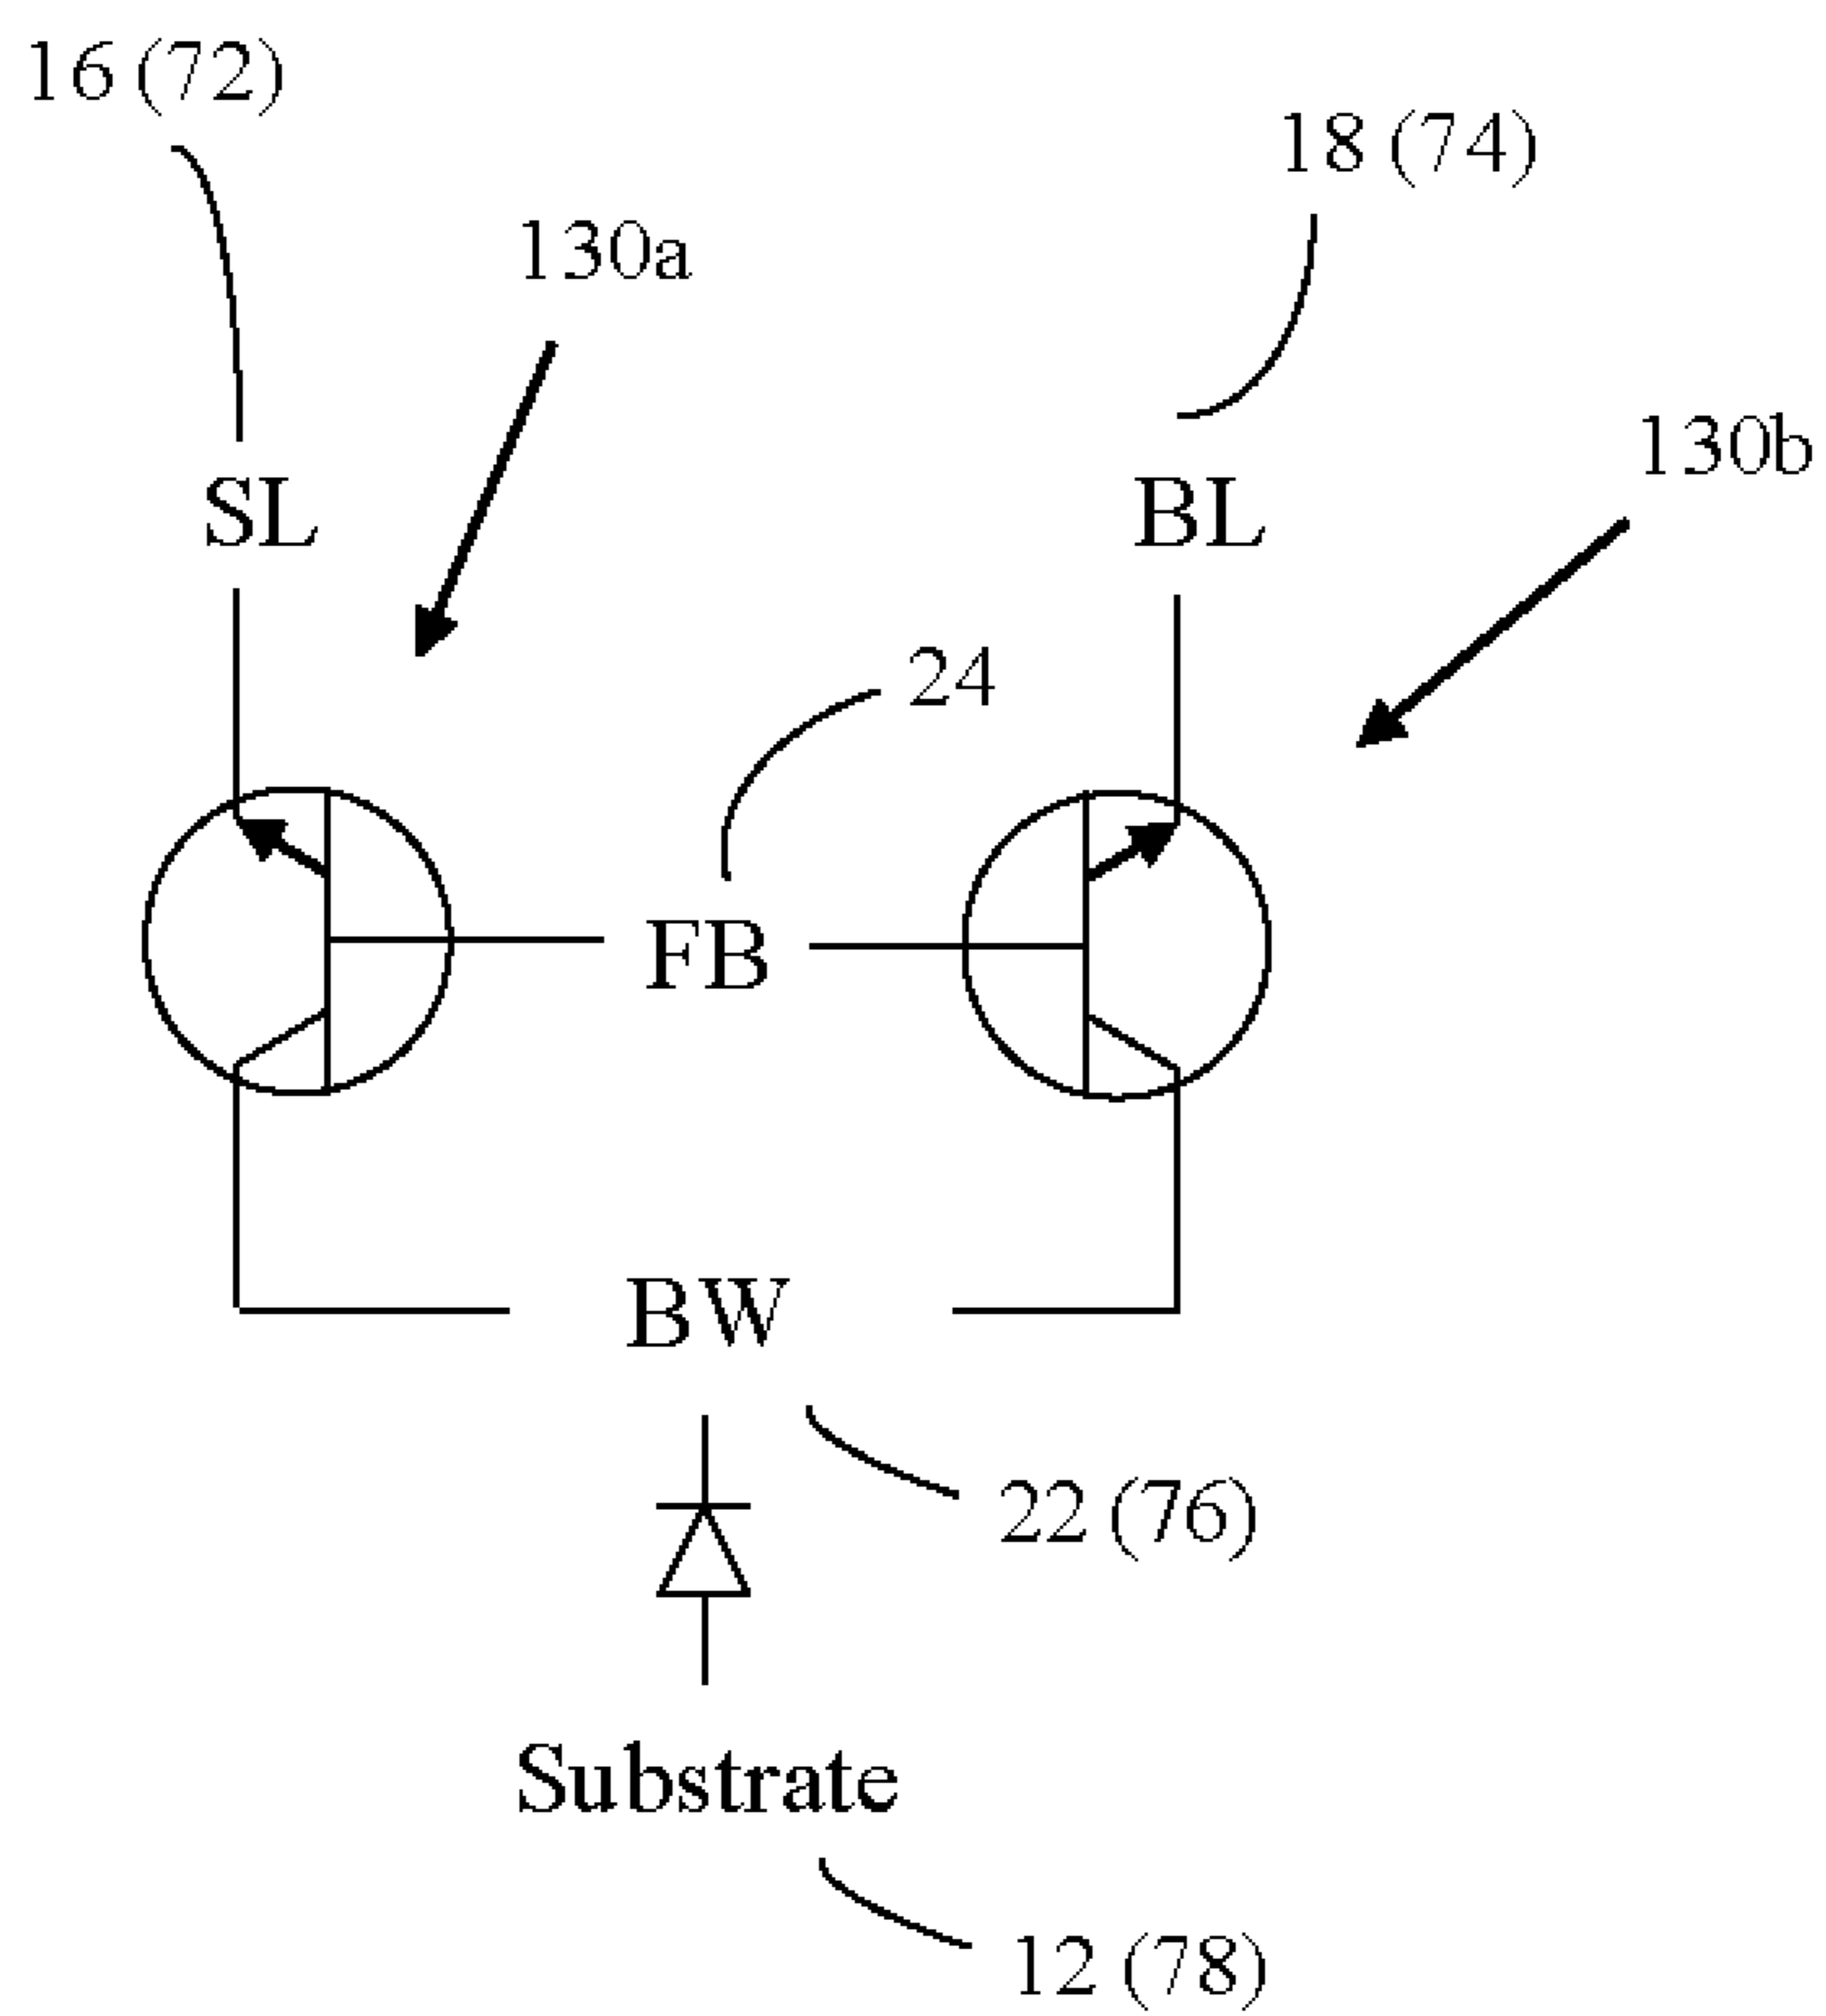 16 (72)
18 (74)
130a
130b
SL
BL
24
FB
BW
22 (76)
Substrate
12 (78)